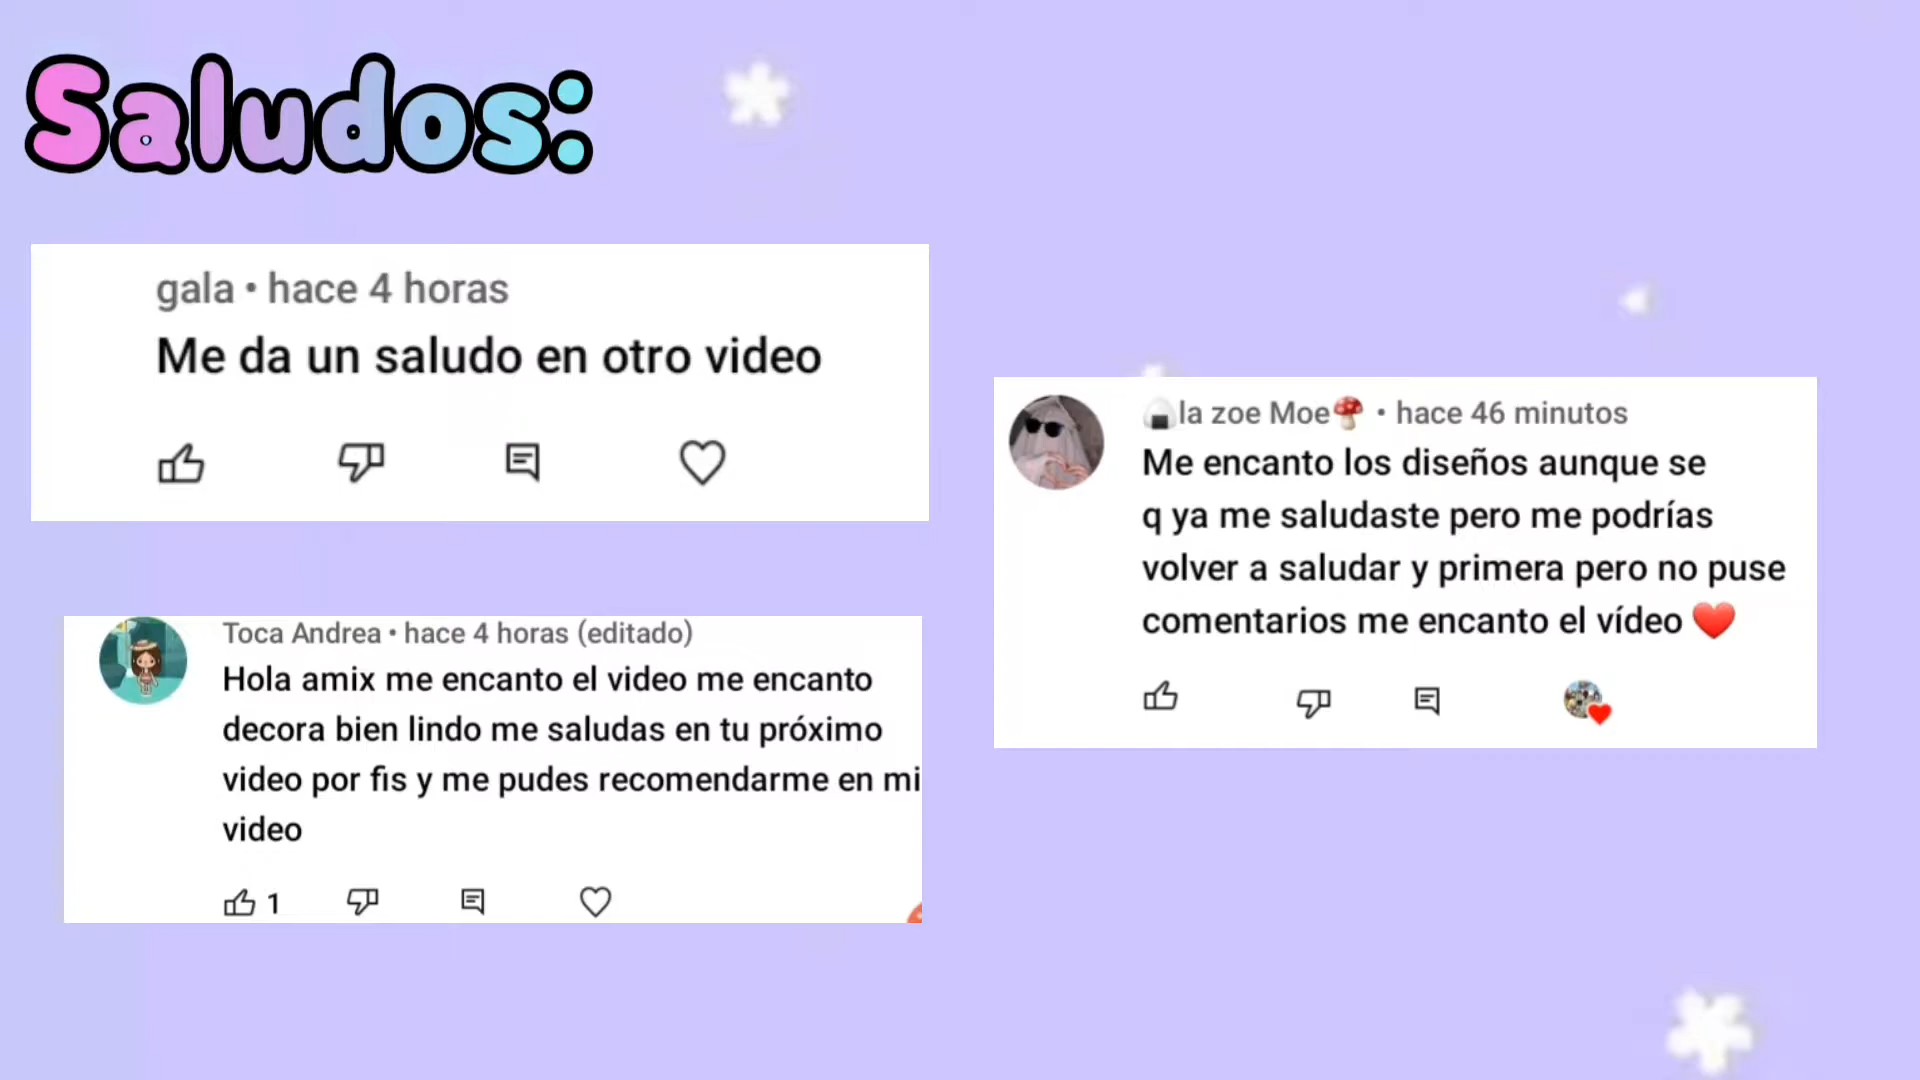 Saludos:
gala • hace 4 horas
Me da un saludo en otro video
Toca Andrea • hace 4 horas (editado)
Hola amix me encanto el video me encanto
decora bien lindo me saludas en tu próximo
video por fis y me pudes recomendarme en mi
video
1
🍙la zoe Moe🍄 • hace 46 minutos
Me encanto los diseños aunque se
q ya me saludaste pero me podrías
volver a saludar y primera pero no puse
comentarios me encanto el vídeo ❤️